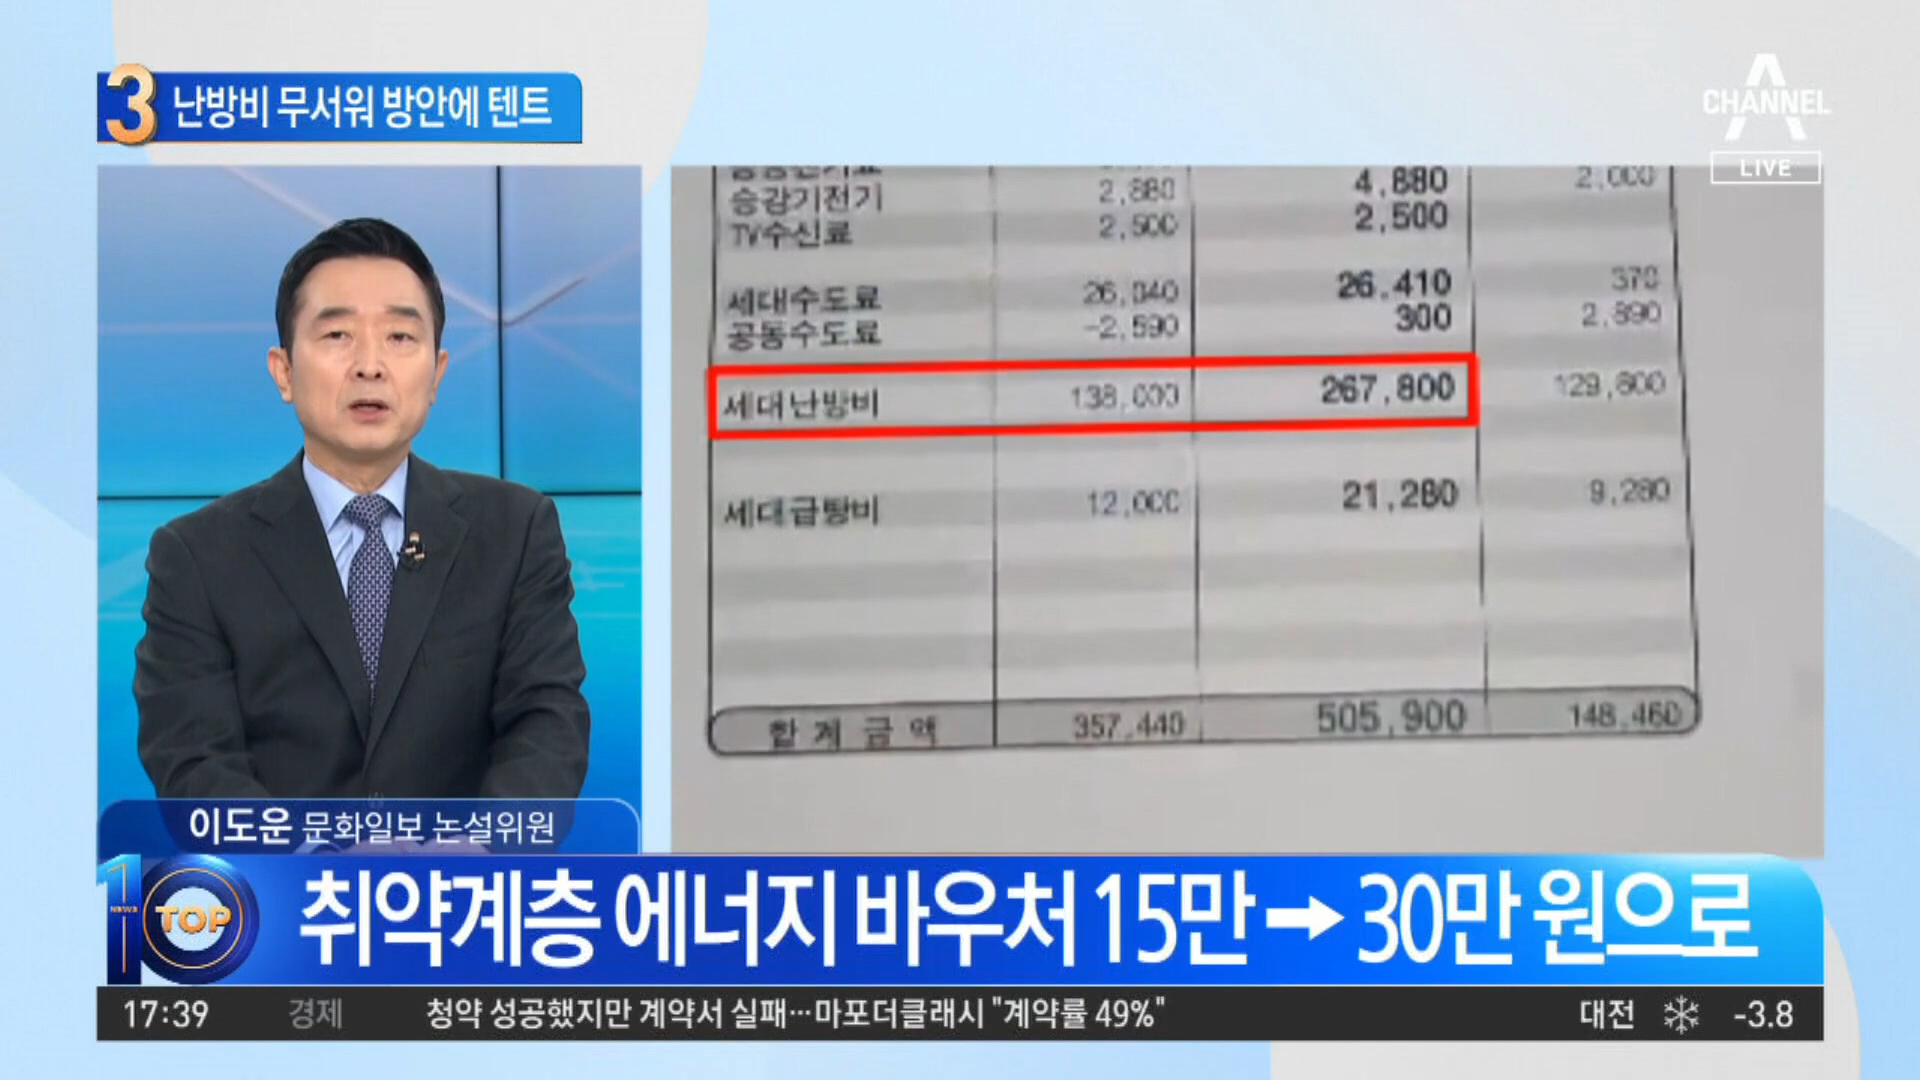 3 난방비 무서워 방안에 텐트
CHANNEL A
LIVE
승강기전기 2,880 4,880 2,000
TV수신료 2,500 2,500
세대수도료 26,040 26,410 370
공동수도료 -2,590 300 2,890
세대난방비 138,000 267,800 129,800
세대급탕비 12,000 21,280 9,280
합계금액 357,440 505,900 148,460
이도운 문화일보 논설위원
NEWS TOP 10
취약계층 에너지 바우처 15만→30만 원으로
17:39 경제 청약 성공했지만 계약서 실패…마포더클래시 "계약률 49%" 대전 -3.8